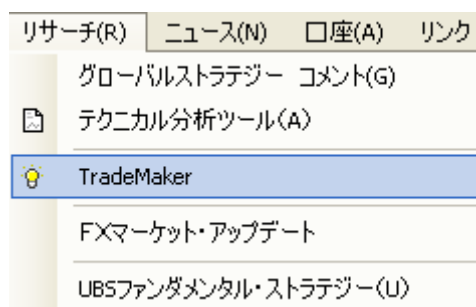 リサーチ(R) ニュース(N) 口座(A) リンク
グローバルストラテジー コメント(G)
テクニカル分析ツール(A)
TradeMaker
FXマーケット・アップデート
UBSファンダメンタル・ストラテジー(U)